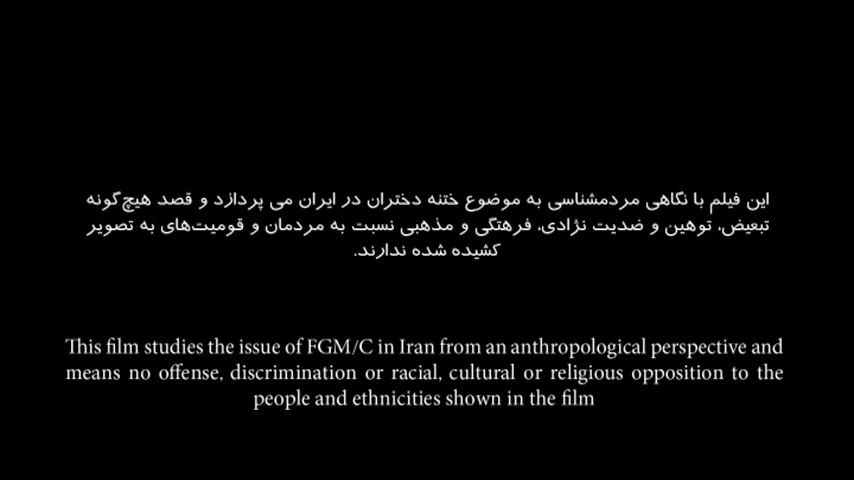 این فیلم با نگاهی مردمشناسی به موضوع ختنه دختران در ایران می پردازد و قصد هیچ‌گونه
تبعیض، توهین و ضدیت نژادی، فرهنگی و مذهبی نسبت به مردمان و قومیت‌های به تصویر
کشیده شده ندارند.
This film studies the issue of FGM/C in Iran from an anthropological perspective and
means no offense, discrimination or racial, cultural or religious opposition to the
people and ethnicities shown in the film